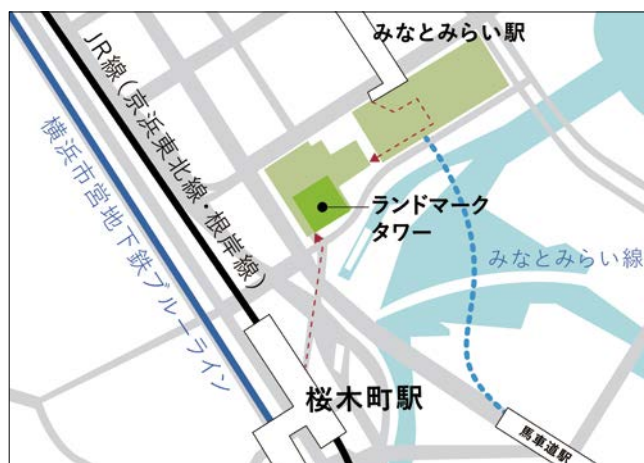 みなとみらい駅
JR線(京浜東北線・根岸線)
横浜市営地下鉄ブルーライン
ランドマーク
タワー
みなとみらい線
桜木町駅
馬車道駅